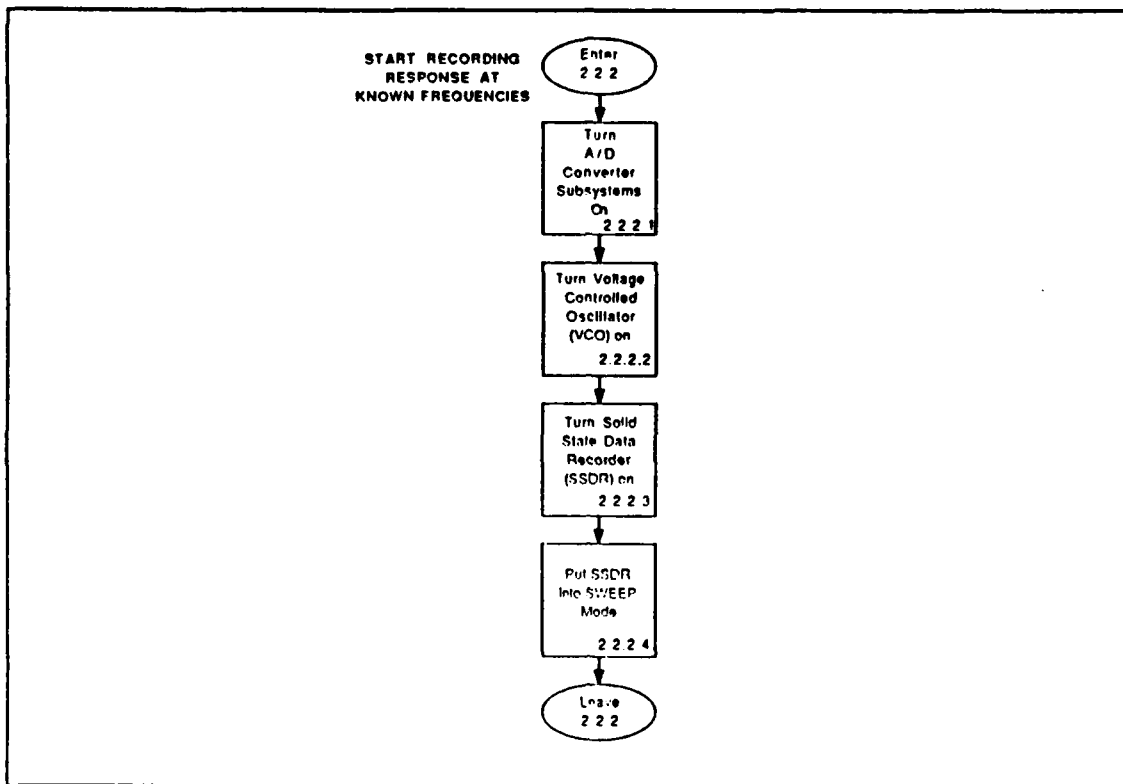 START RECORDING
RESPONSE AT
KNOWN FREQUENCIES
Enter
2 2 2
Turn
A/D
Converter
Subsystems
On
2 2 2 1
Turn Voltage
Controlled
Oscillator
(VCO) on
2.2.2.2
Turn Solid
State Data
Recorder
(SSDR) on
2 2 2 3
Put SSDR
Into SWEEP
Mode
2 2.2 4
Leave
2 2 2